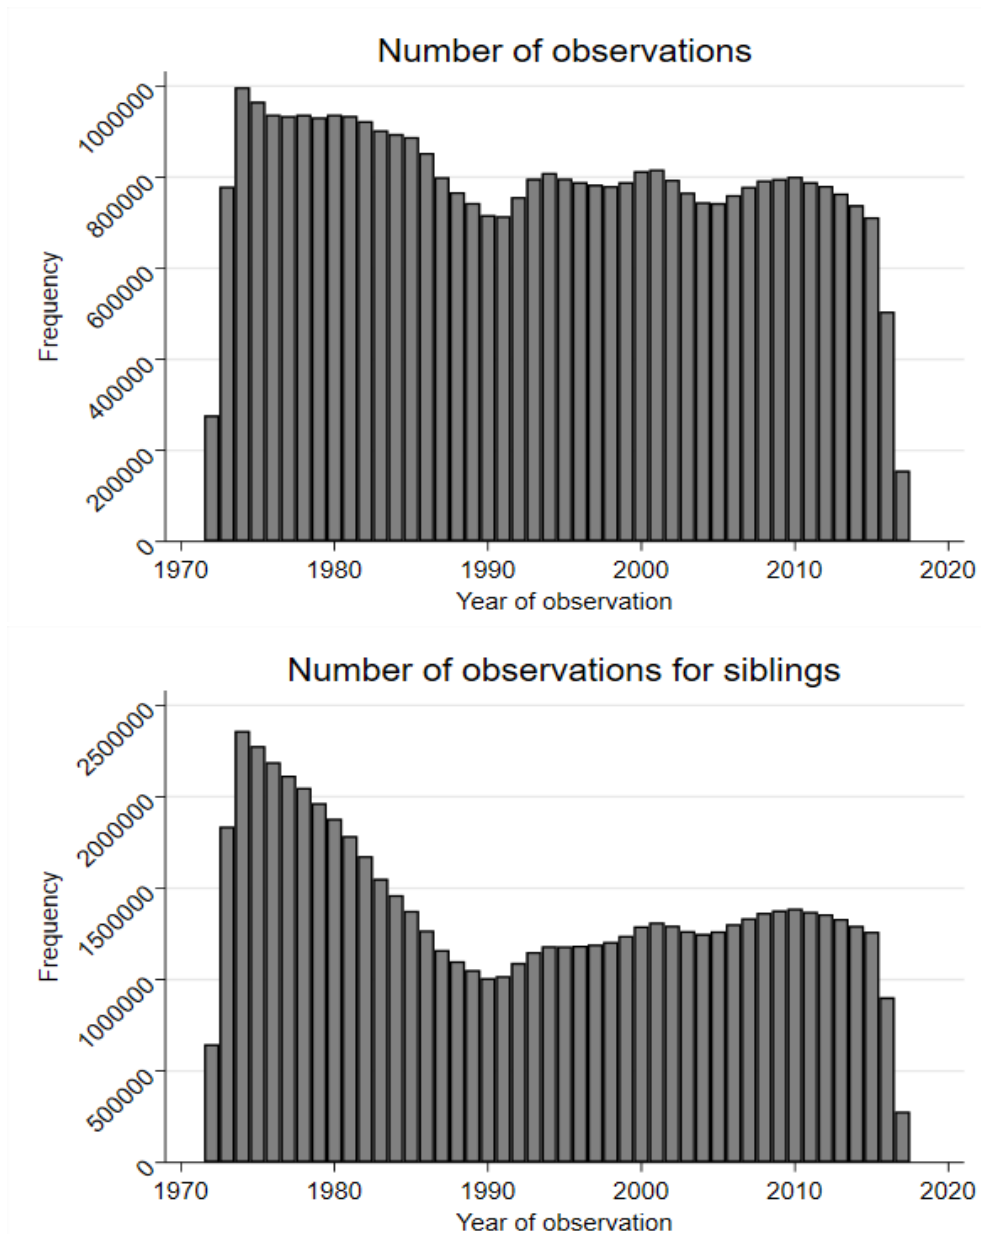 Number of observations
1000000
800000
600000
400000
200000
0
Frequency
1970 1980 1990 2000 2010 2020
Year of observation
Number of observations for siblings
2500000
2000000
1500000
1000000
500000
0
Frequency
1970 1980 1990 2000 2010 2020
Year of observation